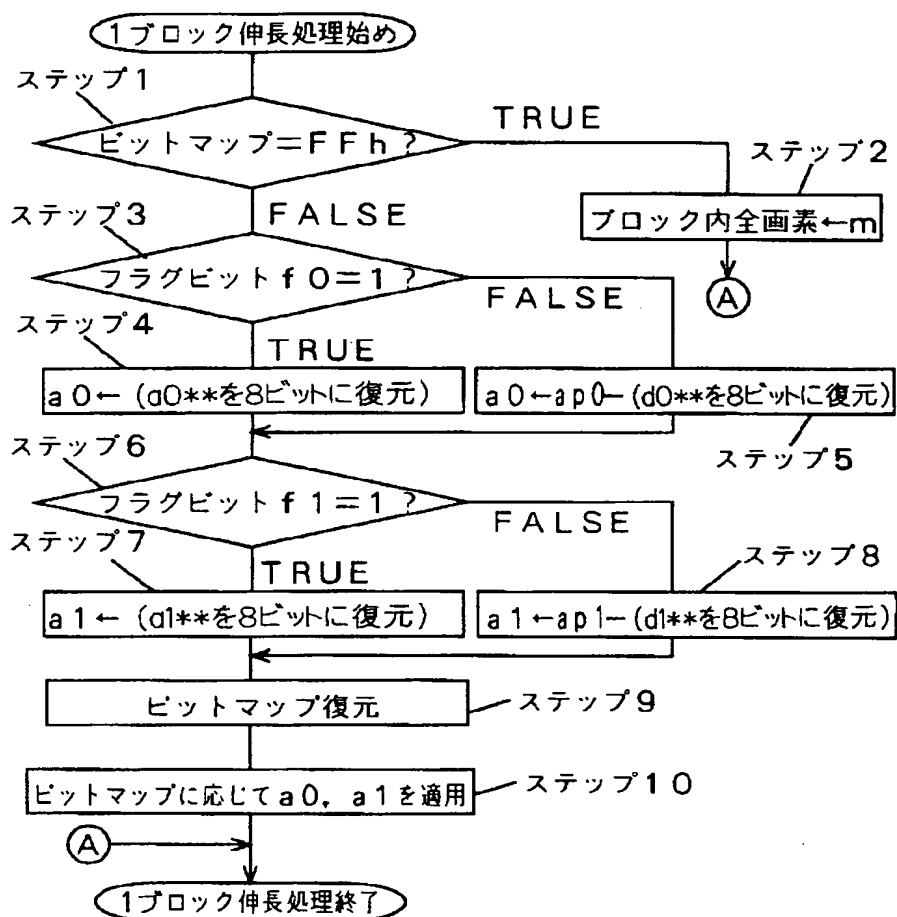 1ブロック伸長処理始め
ステップ1
ビットマップ=FFh?
TRUE
ステップ2
ブロック内全画素←m
A
FALSE
ステップ3
フラグビットf0=1?
FALSE
ステップ4
TRUE
a0←(a0**を8ビットに復元)
a0←ap0-(d0**を8ビットに復元)
ステップ5
ステップ6
フラグビットf1=1?
FALSE
ステップ7
TRUE
ステップ8
a1←(a1**を8ビットに復元)
a1←ap1-(d1**を8ビットに復元)
ビットマップ復元
ステップ9
ビットマップに応じてa0,a1を適用
ステップ10
A
1ブロック伸長処理終了